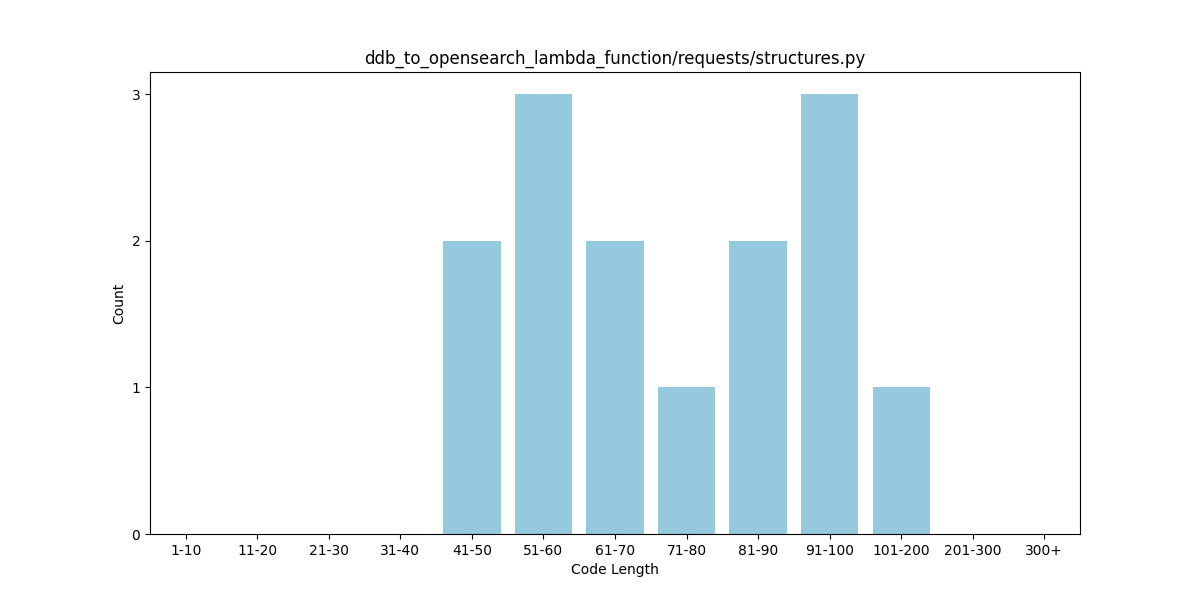 ddb_to_opensearch_lambda_function/requests/structures.py
3
2
1
0
Count
1-10 11-20 21-30 31-40 41-50 51-60 61-70 71-80 81-90 91-100 101-200 201-300 300+
Code Length